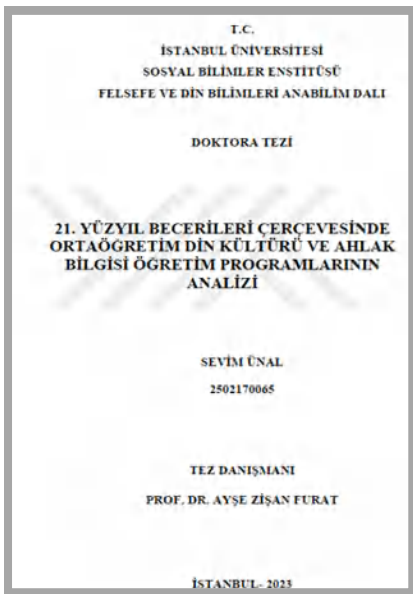 T.C.
İSTANBUL ÜNİVERSİTESİ
SOSYAL BİLİMLER ENSTİTÜSÜ
FELSEFE VE DİN BİLİMLERİ ANABİLİM DALI
DOKTORA TEZİ
21. YÜZYIL BECERİLERİ ÇERÇEVESİNDE
ORTAÖĞRETİM DİN KÜLTÜRÜ VE AHLAK
BİLGİSİ ÖĞRETİM PROGRAMLARININ
ANALİZİ
SEVİM ÜNAL
2502170065
TEZ DANIŞMANI
PROF. DR. AYŞE ZİŞAN FURAT
İSTANBUL- 2023